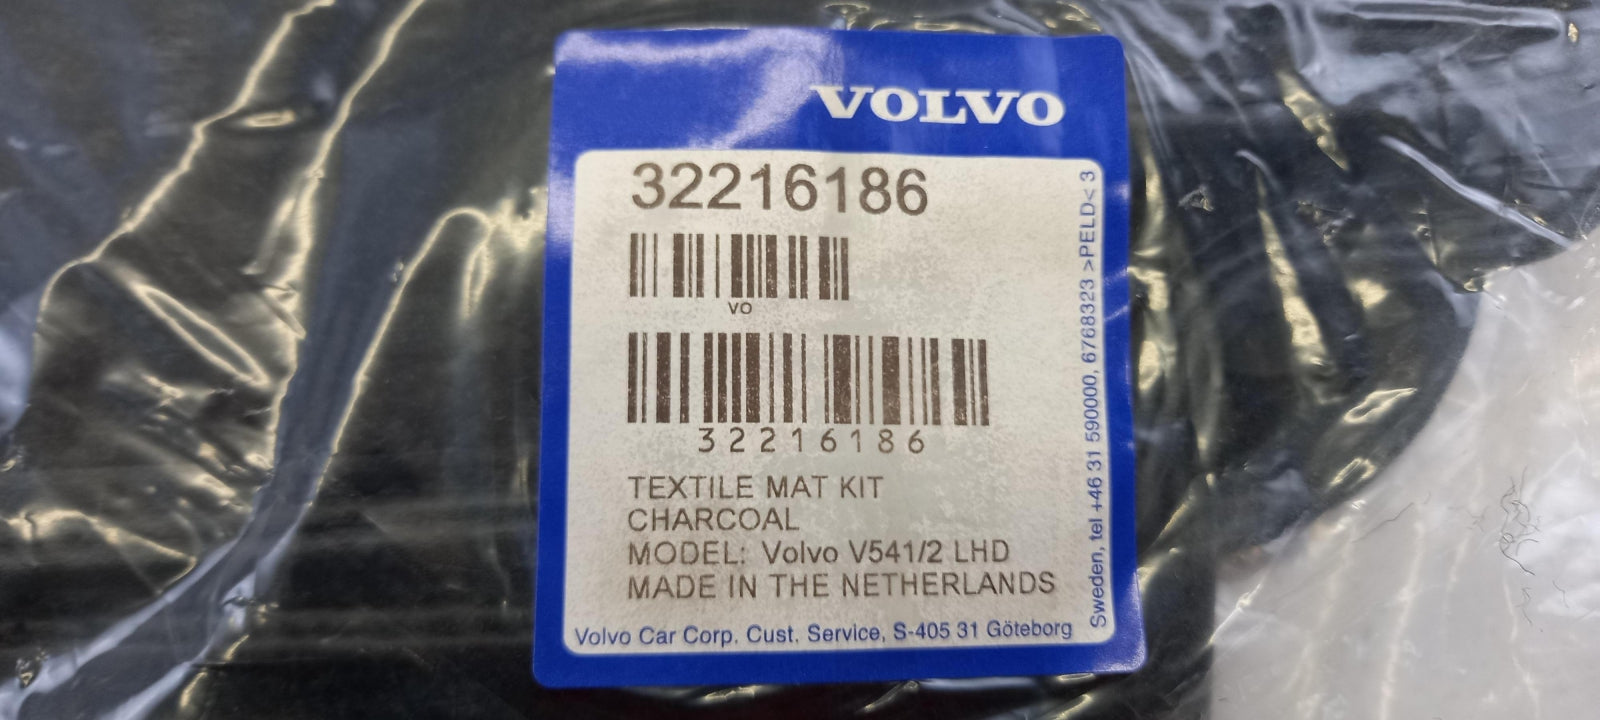 VOLVO
32216186
VO
32216186
TEXTILE MAT KIT
CHARCOAL
MODEL: Volvo V541/2 LHD
MADE IN THE NETHERLANDS
Volvo Car Corp. Cust. Service, S-405 31 Göteborg
Sweden, tel +46 31 590000, 6768323 >PELD< 3